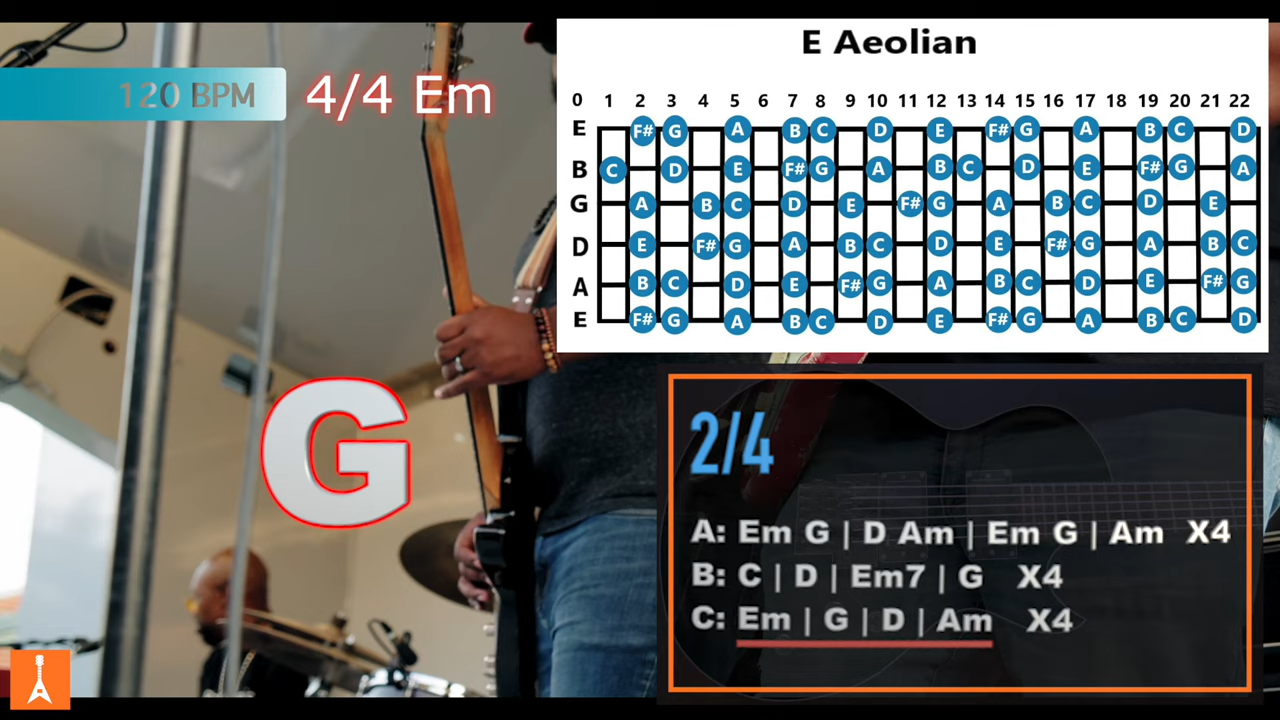 120 BPM
4/4 Em
E Aeolian
0 1 2 3 4 5 6 7 8 9 10 11 12 13 14 15 16 17 18 19 20 21 22
E F# G A B C D E F# G A B C D
B C D E F# G A B C D E F# G A
G A B C D E F# G A B C D E
D E F# G A B C D E F# G A B C
A B C D E F# G A B C D E F# G
E F# G A B C D E F# G A B C D
G
2/4
A: Em G | D Am | Em G | Am X4
B: C | D | Em7 | G X4
C: Em | G | D | Am X4